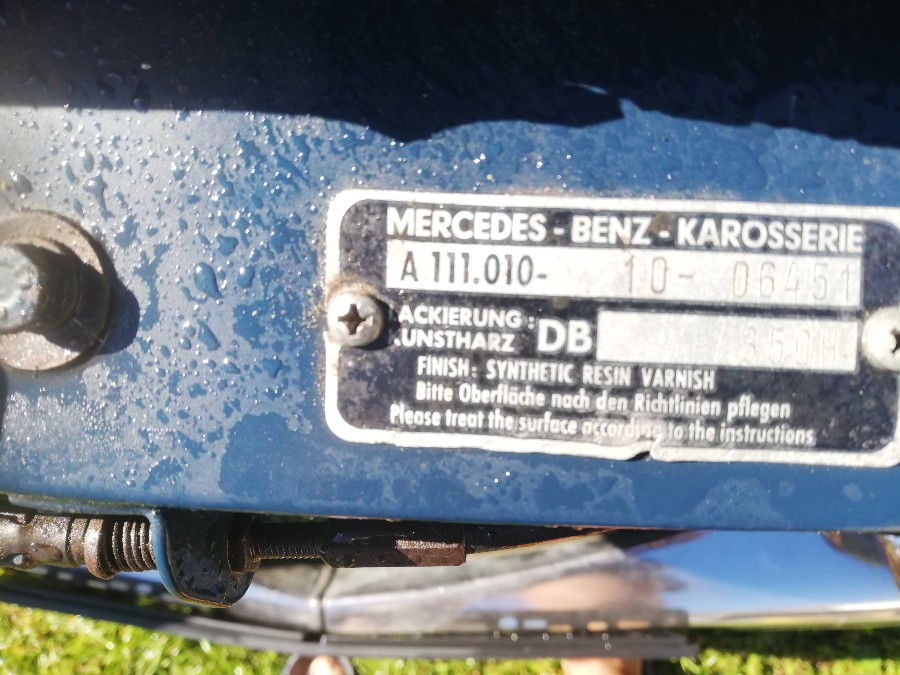 MERCEDES - BENZ - KAROSSERIE
A 111.010- 10- 06451
ACKIERUNG :
UNSTHARZ DB 350H
FINISH: SYNTHETIC RESIN VARNISH
Bitte Oberfläche nach den Richtlinien pflegen
Please treat the surface according to the instructions